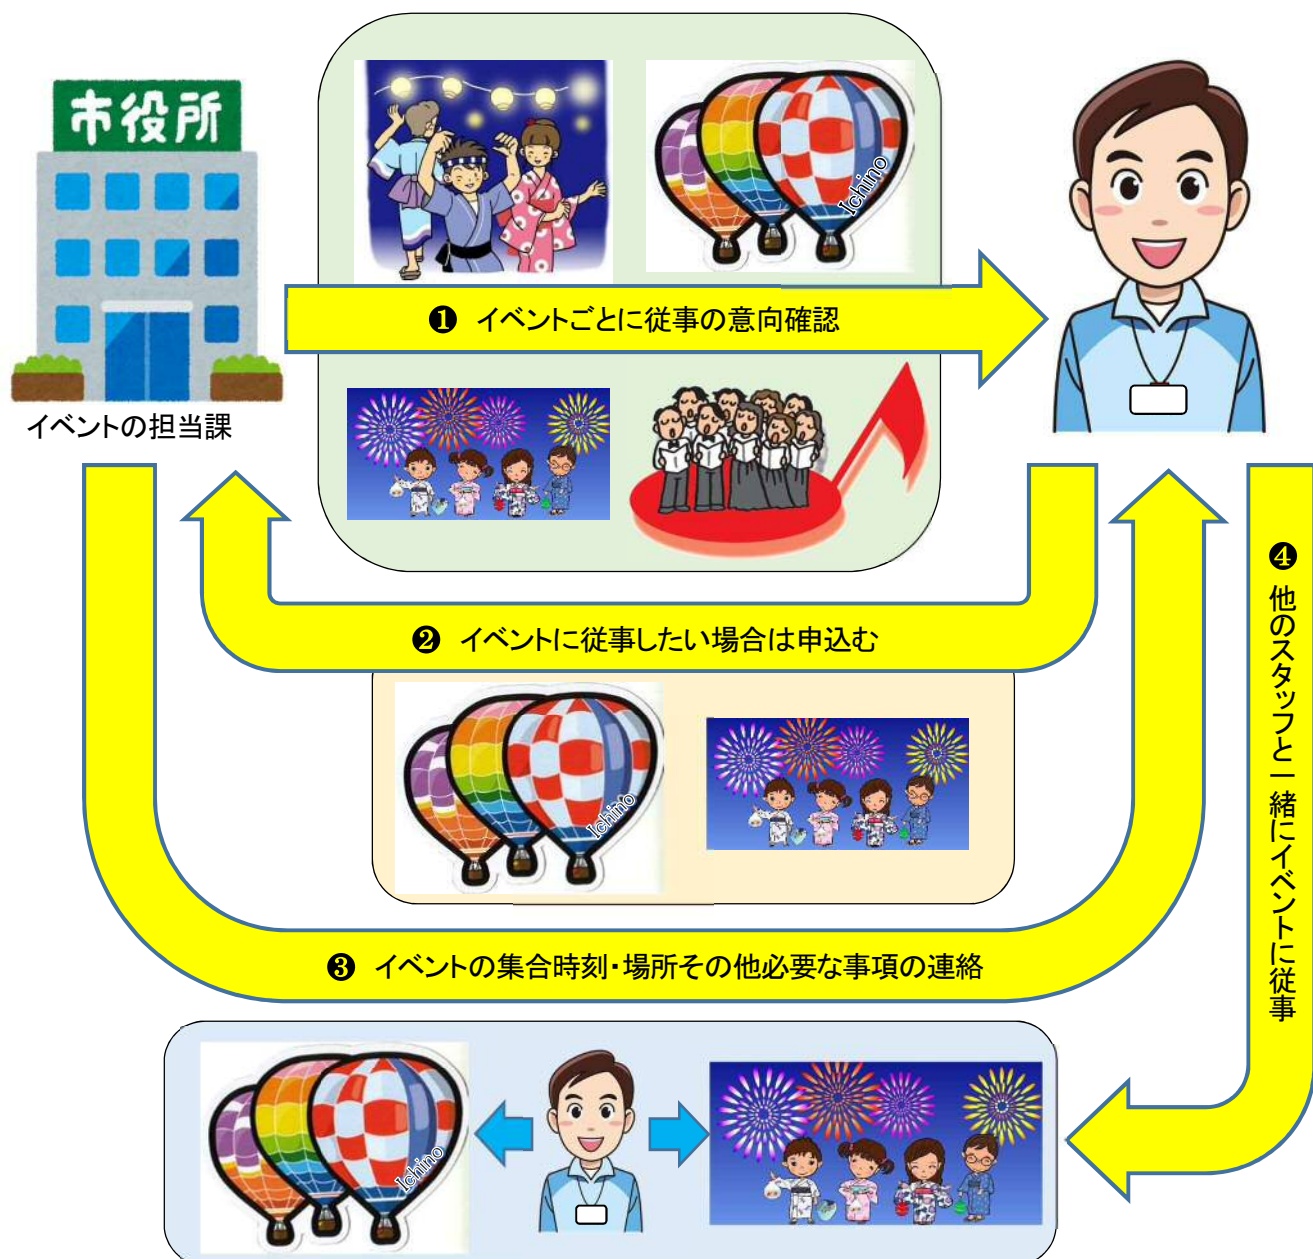 市役所
Ichino
❶ イベントごとに従事の意向確認
イベントの担当課
❷ イベントに従事したい場合は申込む
Ichino
❸ イベントの集合時刻・場所その他必要な事項の連絡
❹ 他のスタッフと一緒にイベントに従事
Ichino